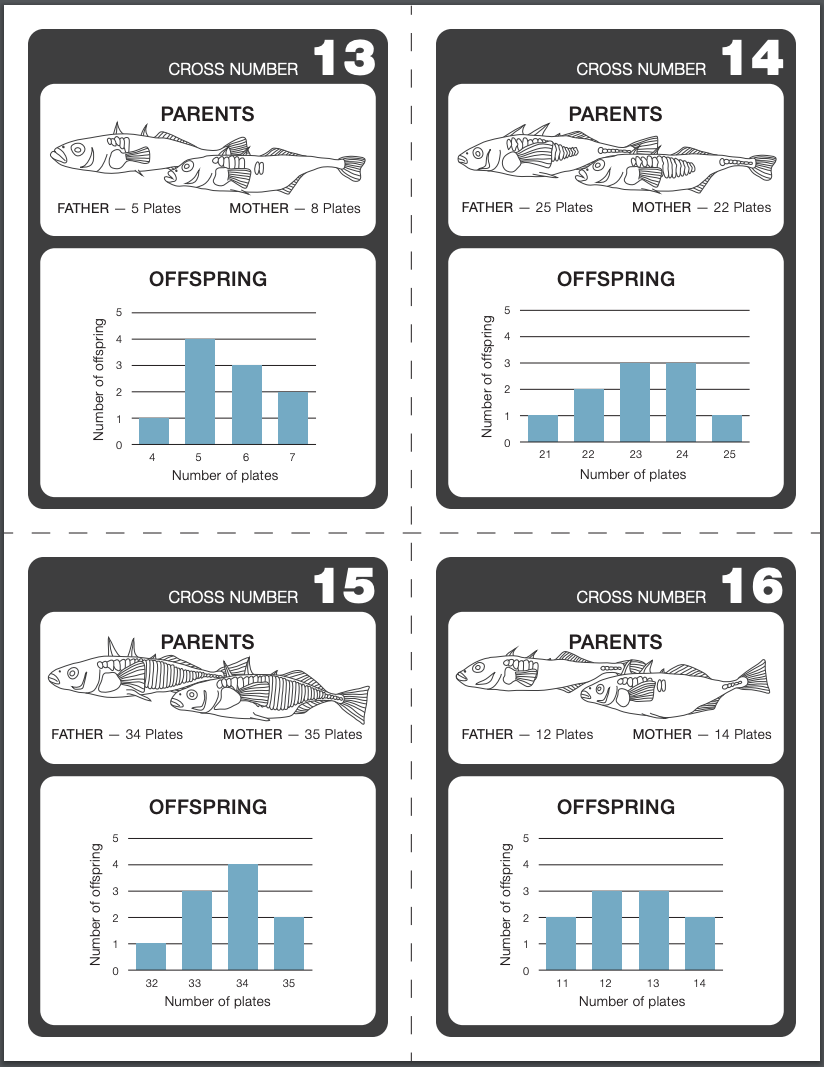 CROSS NUMBER 13
PARENTS
FATHER — 5 Plates MOTHER — 8 Plates
OFFSPRING
Number of offspring
5
4
3
2
1
0
4 5 6 7
Number of plates
CROSS NUMBER 14
PARENTS
FATHER — 25 Plates MOTHER — 22 Plates
OFFSPRING
Number of offspring
5
4
3
2
1
0
21 22 23 24 25
Number of plates
CROSS NUMBER 15
PARENTS
FATHER — 34 Plates MOTHER — 35 Plates
OFFSPRING
Number of offspring
5
4
3
2
1
0
32 33 34 35
Number of plates
CROSS NUMBER 16
PARENTS
FATHER — 12 Plates MOTHER — 14 Plates
OFFSPRING
Number of offspring
5
4
3
2
1
0
11 12 13 14
Number of plates